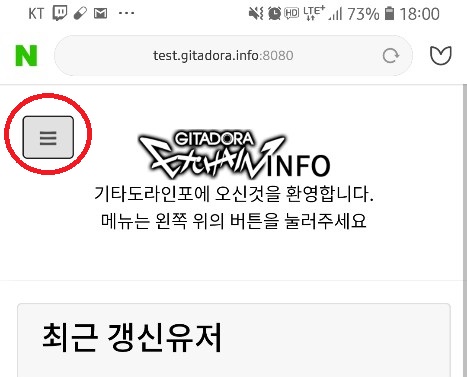 KT ... HD LTE+ 73% 18:00
N test.gitadora.info:8080
GITADORA
EXCHAIN INFO
기타도라인포에 오신것을 환영합니다.
메뉴는 왼쪽 위의 버튼을 눌러주세요
최근 갱신유저